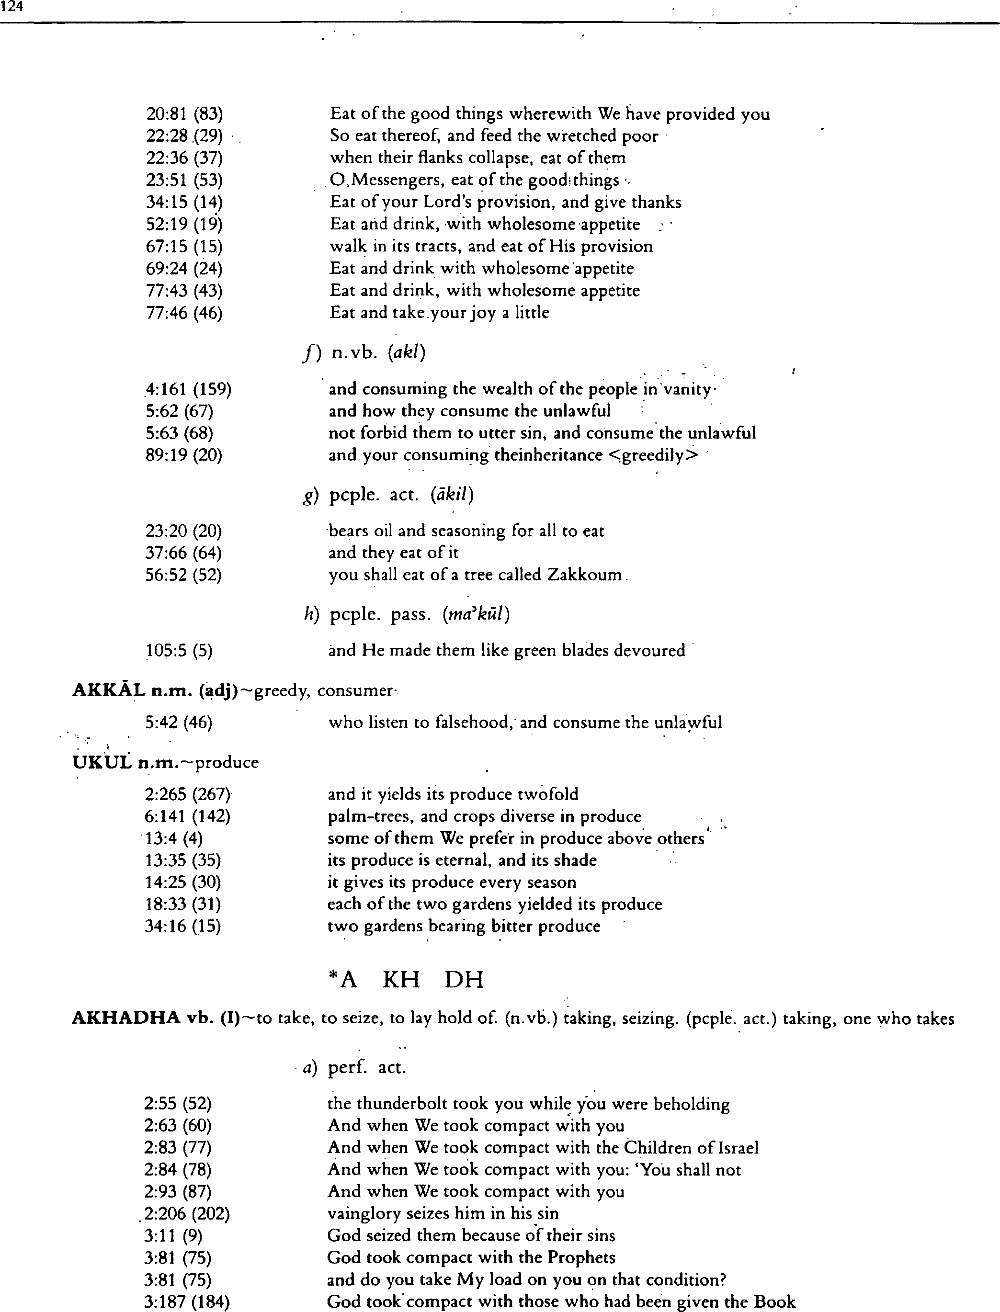 124
20:81 (83) Eat of the good things wherewith We have provided you
22:28 (29) So eat thereof, and feed the wretched poor
22:36 (37) when their flanks collapse, eat of them
23:51 (53) O Messengers, eat of the good things
34:15 (14) Eat of your Lord's provision, and give thanks
52:19 (19) Eat and drink, with wholesome appetite
67:15 (15) walk in its tracts, and eat of His provision
69:24 (24) Eat and drink with wholesome appetite
77:43 (43) Eat and drink, with wholesome appetite
77:46 (46) Eat and take your joy a little
f) n.vb. (akl)
4:161 (159) and consuming the wealth of the people in vanity
5:62 (67) and how they consume the unlawful
5:63 (68) not forbid them to utter sin, and consume the unlawful
89:19 (20) and your consuming theinheritance <greedily>
g) pcple. act. (ākil)
23:20 (20) bears oil and seasoning for all to eat
37:66 (64) and they eat of it
56:52 (52) you shall eat of a tree called Zakkoum
h) pcple. pass. (maʾkūl)
105:5 (5) and He made them like green blades devoured
AKKĀL n.m. (adj)~greedy, consumer
5:42 (46) who listen to falsehood, and consume the unlawful
UKUL n.m.~produce
2:265 (267) and it yields its produce twofold
6:141 (142) palm-trees, and crops diverse in produce
13:4 (4) some of them We prefer in produce above others
13:35 (35) its produce is eternal, and its shade
14:25 (30) it gives its produce every season
18:33 (31) each of the two gardens yielded its produce
34:16 (15) two gardens bearing bitter produce
*A KH DH
AKHADHA vb. (I)~to take, to seize, to lay hold of. (n.vb.) taking, seizing. (pcple. act.) taking, one who takes
a) perf. act.
2:55 (52) the thunderbolt took you while you were beholding
2:63 (60) And when We took compact with you
2:83 (77) And when We took compact with the Children of Israel
2:84 (78) And when We took compact with you: 'You shall not
2:93 (87) And when We took compact with you
2:206 (202) vainglory seizes him in his sin
3:11 (9) God seized them because of their sins
3:81 (75) God took compact with the Prophets
3:81 (75) and do you take My load on you on that condition?
3:187 (184) God took compact with those who had been given the Book